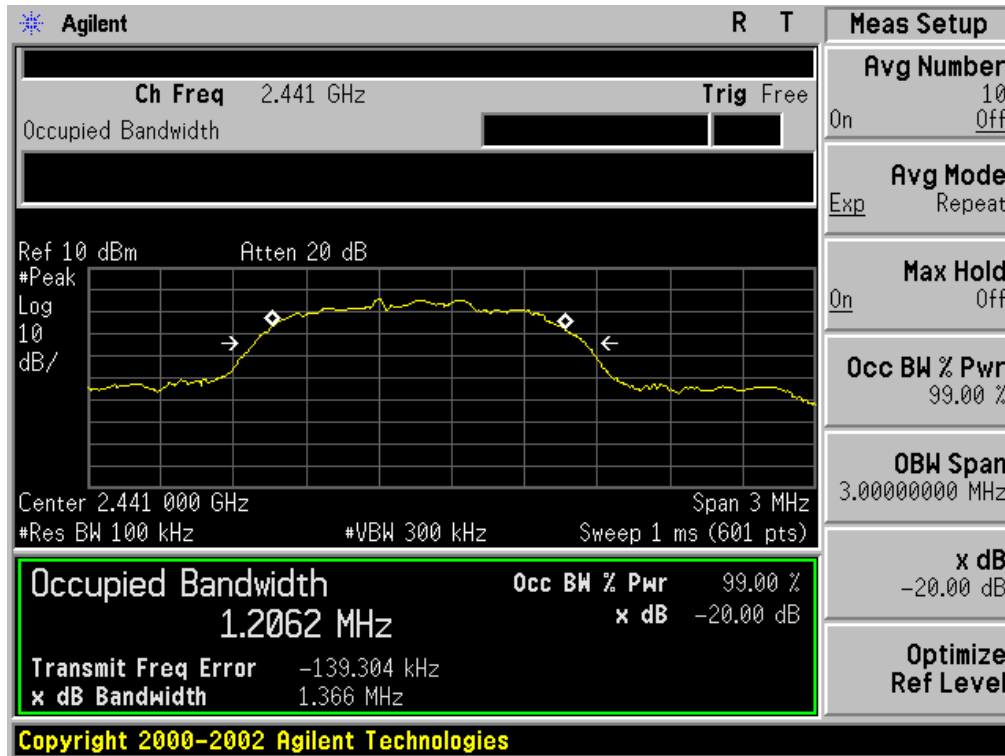 Agilent R T
Ch Freq 2.441 GHz Trig Free
Occupied Bandwidth
Ref 10 dBm Atten 20 dB
#Peak
Log
10
dB/
Center 2.441 000 GHz Span 3 MHz
#Res BW 100 kHz #VBW 300 kHz Sweep 1 ms (601 pts)
Occupied Bandwidth Occ BW % Pwr 99.00 %
1.2062 MHz x dB -20.00 dB
Transmit Freq Error -139.304 kHz
x dB Bandwidth 1.366 MHz
Meas Setup
Avg Number
10
On Off
Avg Mode
Exp Repeat
Max Hold
On Off
Occ BW % Pwr
99.00 %
OBW Span
3.00000000 MHz
x dB
-20.00 dB
Optimize
Ref Level
Copyright 2000-2002 Agilent Technologies